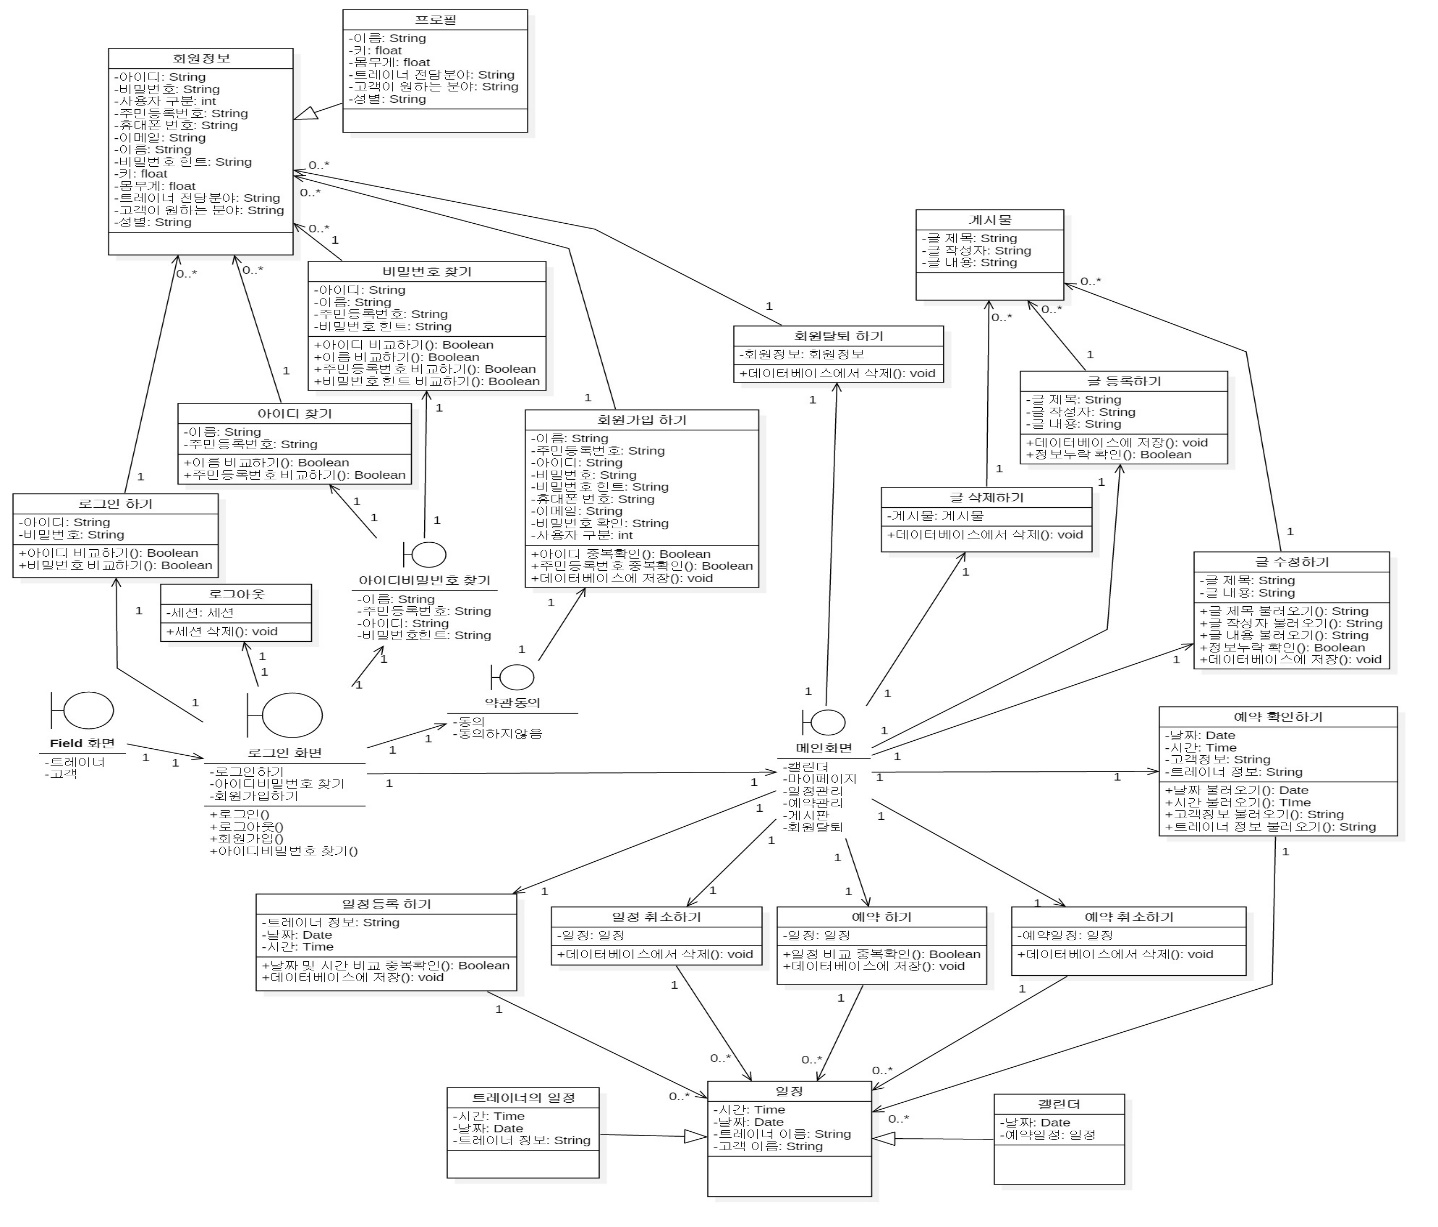 프로필
-이름: String
-키: float
-몸무게: float
-트레이너 전담분야: String
-고객이 원하는 분야: String
-성별: String
회원정보
-아이디: String
-비밀번호: String
-사용자 구분: int
-주민등록번호: String
-휴대폰 번호: String
-이메일: String
-이름: String
-비밀번호 힌트: String
-키: float
-몸무게: float
-트레이너 전담분야: String
-고객이 원하는 분야: String
-성별: String
0..*
0..*
0..*
1
0..*
0..*
비밀번호 찾기
-아이디: String
-이름: String
-주민등록번호: String
-비밀번호 힌트: String
+아이디 비교하기(): Boolean
+이름 비교하기(): Boolean
+주민등록번호 비교하기(): Boolean
+비밀번호힌트 비교하기(): Boolean
게시물
-글 제목: String
-글 작성자: String
-글 내용: String
0..*
0..*
0..*
1
회원탈퇴 하기
-회원정보: 회원정보
+데이터베이스에서 삭제(): void
1
1
글 등록하기
-글 제목: String
-글 작성자: String
-글 내용: String
+데이터베이스에 저장(): void
+정보누락 확인(): Boolean
1
1
아이디 찾기
-이름: String
-주민등록번호: String
+이름 비교하기(): Boolean
+주민등록번호 비교하기(): Boolean
1
1
1
1
1
회원가입 하기
-이름: String
-주민등록번호: String
-아이디: String
-비밀번호: String
-비밀번호 힌트: String
-휴대폰 번호: String
-이메일: String
-비밀번호 확인: String
-사용자 구분: int
+아이디 중복확인(): Boolean
+주민등록번호 중복확인(): Boolean
+데이터베이스에 저장(): void
1
1
글 삭제하기
-게시물: 게시물
+데이터베이스에서 삭제(): void
1
1
로그인 하기
-아이디: String
-비밀번호: String
+아이디 비교하기(): Boolean
+비밀번호 비교하기(): Boolean
1
1
글 수정하기
-글 제목: String
-글 내용: String
+글 제목 불러오기(): String
+글 작성자 불러오기(): String
+글 내용 불러오기(): String
+정보누락 확인(): Boolean
+데이터베이스에 저장(): void
1
1
로그아웃
-세션: 세션
+세션 삭제(): void
1
1
아이디비밀번호 찾기
-이름: String
-주민등록번호: String
-아이디: String
-비밀번호힌트: String
1
1
1
약관동의
-동의
-동의하지않음
1
1
Field 화면
-트레이너
-고객
1
1
1
로그인 화면
-로그인하기
-아이디비밀번호 찾기
-회원가입하기
+로그인()
+로그아웃()
+회원가입()
+아이디비밀번호 찾기()
1
1
메인화면
-캘린더
-마이페이지
-일정관리
-예약관리
-게시판
-회원탈퇴
1
1
1
1
1
1
1
1
1
1
예약 확인하기
-날짜: Date
-시간: Time
-고객정보: String
-트레이너 정보: String
+날짜 불러오기(): Date
+시간 불러오기(): TIme
+고객정보 불러오기(): String
+트레이너 정보 불러오기(): String
1
1
1
1
1
일정등록 하기
-트레이너 정보: String
-날짜: Date
-시간: Time
+날짜 및 시간 비교 중복확인(): Boolean
+데이터베이스에 저장(): void
일정 취소하기
-일정: 일정
+데이터베이스에서 삭제(): void
예약 하기
-일정: 일정
+일정 비교 중복확인(): Boolean
+데이터베이스에 저장(): void
예약 취소하기
-예약일정: 일정
+데이터베이스에서 삭제(): void
1
1
1
1
0..*
0..*
0..*
0..*
0..*
트레이너의 일정
-시간: Time
-날짜: Date
-트레이너 정보: String
일정
-시간: Time
-날짜: Date
-트레이너 이름: String
-고객 이름: String
캘린더
-날짜: Date
-예약일정: 일정